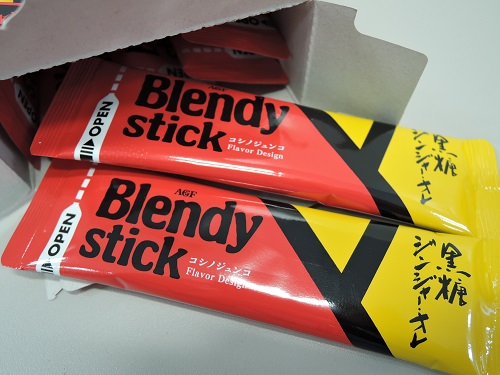 OPEN
AGF
Blendy
stick
コシノジュンコ
Flavor Design
黒糖
ジンジャー・オレ
OPEN
AGF
Blendy
stick
コシノジュンコ
Flavor Design
黒糖
ジンジャー・オレ
OPEN